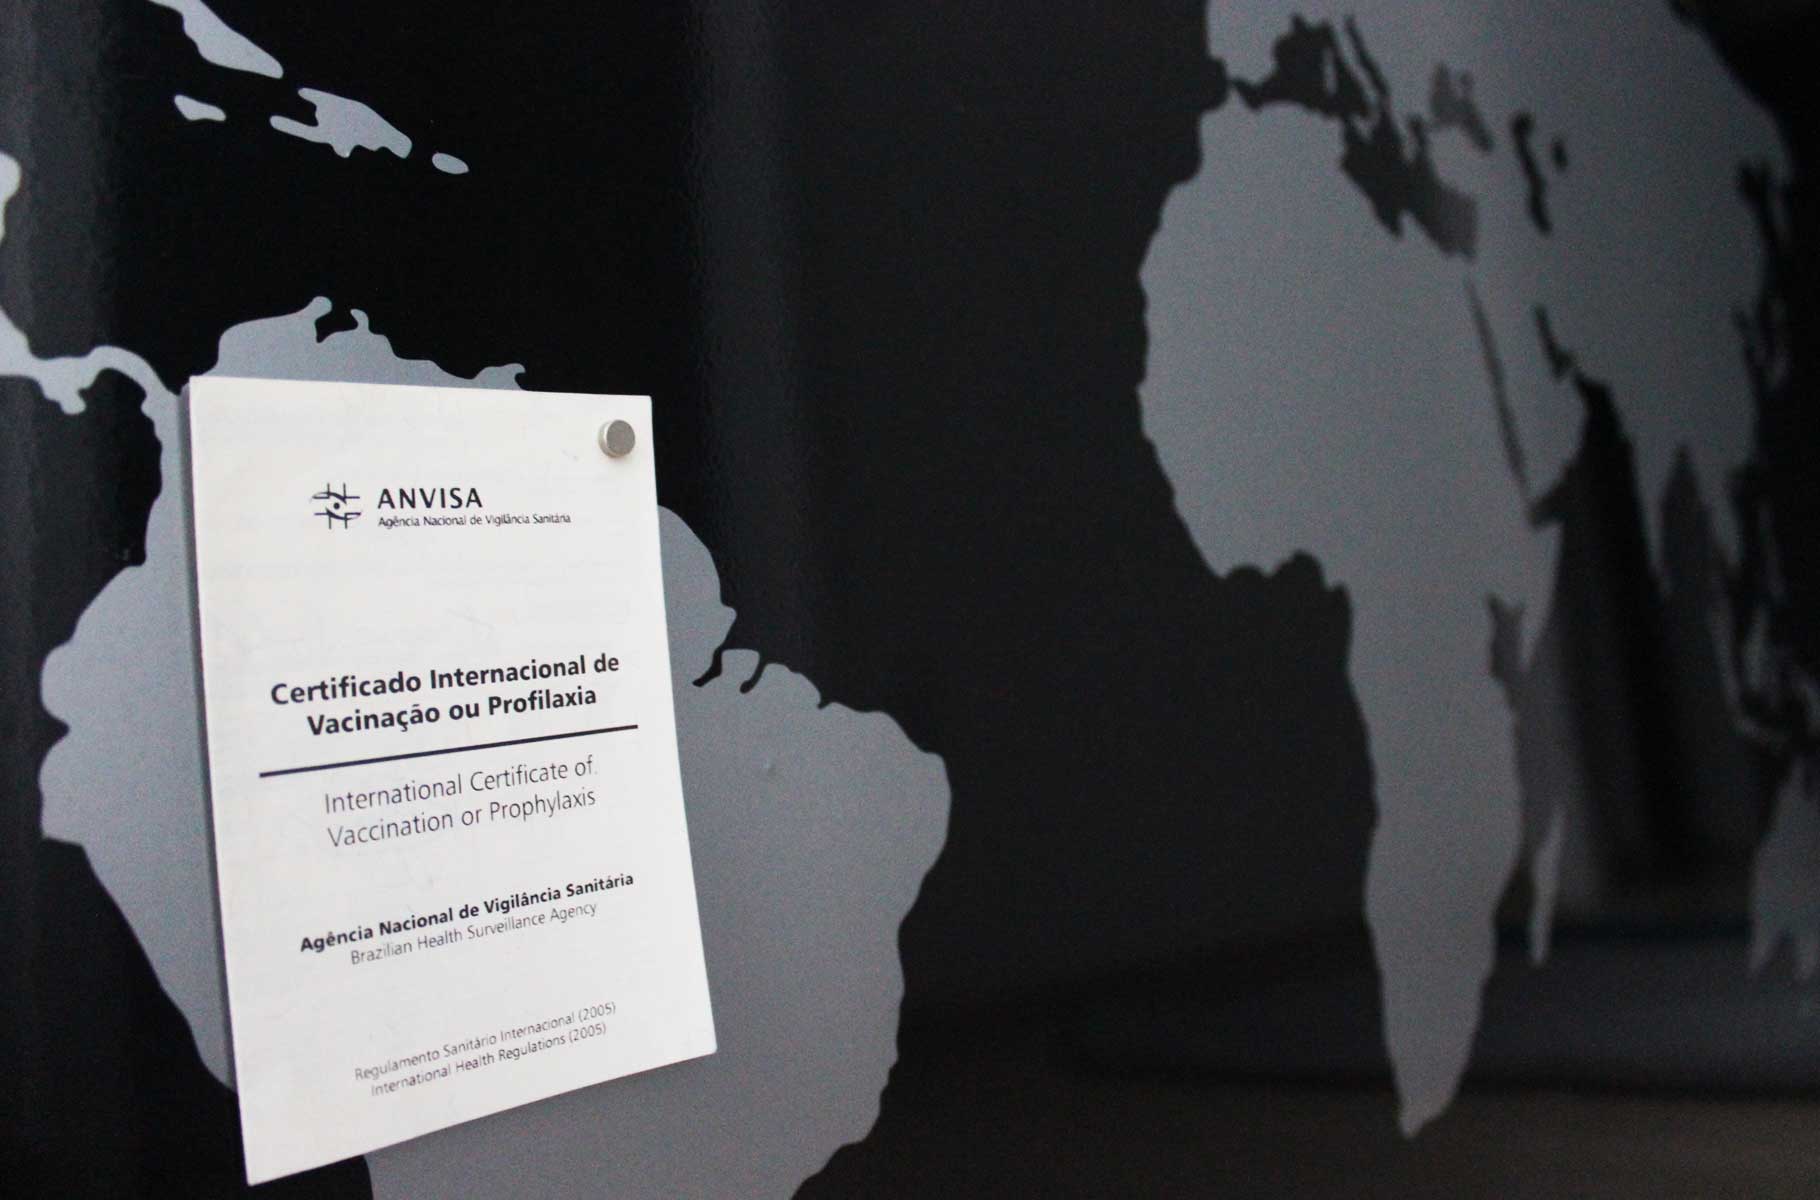 ANVISA
Agência Nacional de Vigilância Sanitária
Certificado Internacional de
Vacinação ou Profilaxia
International Certificate of
Vaccination or Prophylaxis
Agência Nacional de Vigilância Sanitária
Brazilian Health Surveillance Agency
Regulamento Sanitário Internacional (2005)
International Health Regulations (2005)